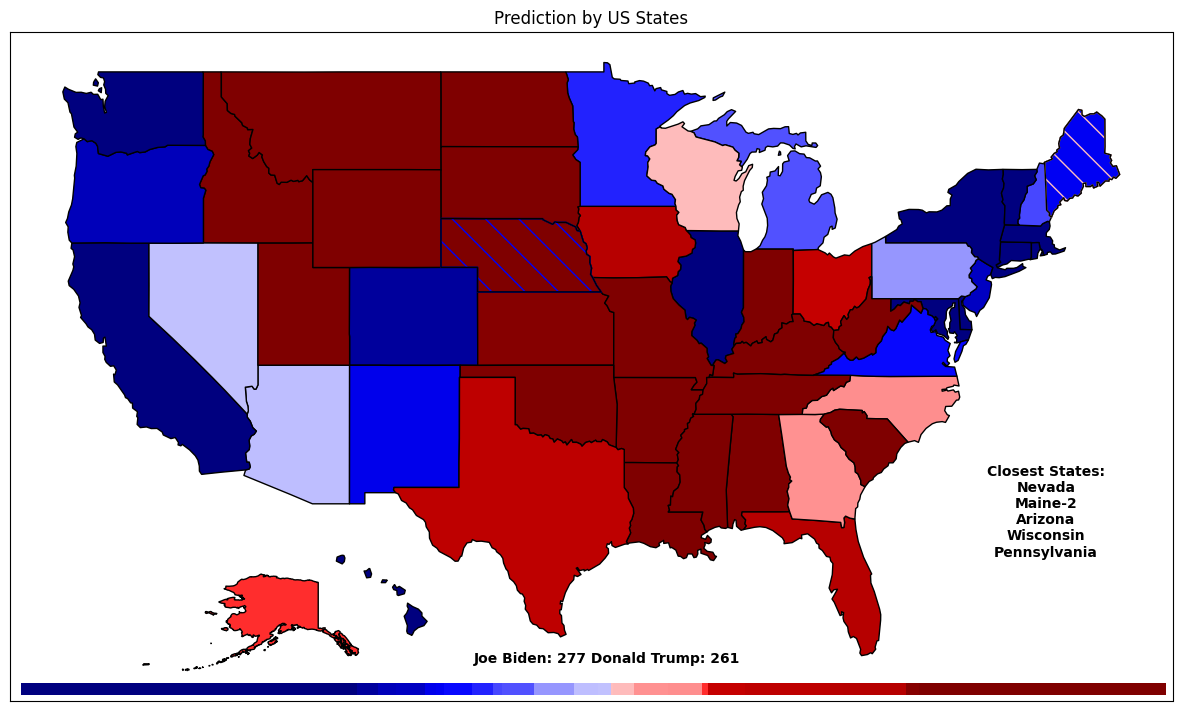 Prediction by US States
Closest States:
Nevada
Maine-2
Arizona
Wisconsin
Pennsylvania
Joe Biden: 277 Donald Trump: 261